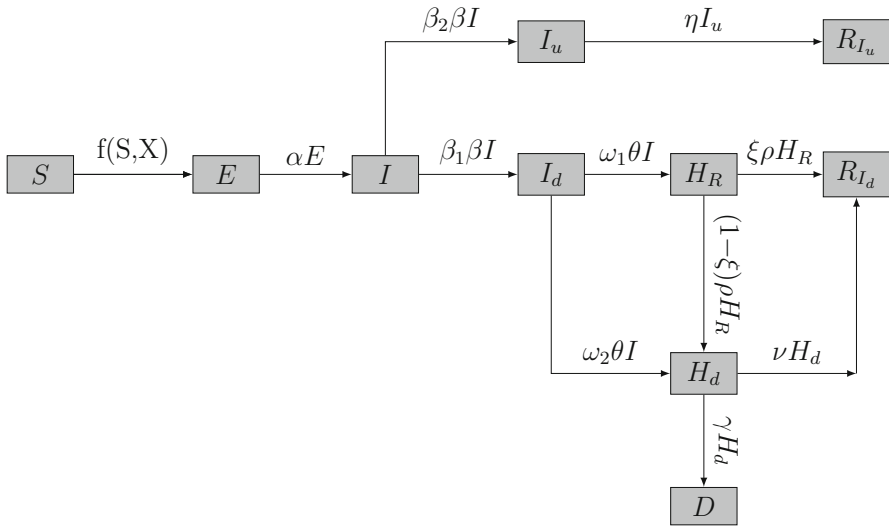 β₂βI
ηI_u
I_u
R_{I_u}
f(S,X)
αE
β₁βI
ω₁θI
ξρH_R
S
E
I
I_d
H_R
R_{I_d}
(1−ξ)ρH_R
ω₂θI
νH_d
H_d
γH_d
D